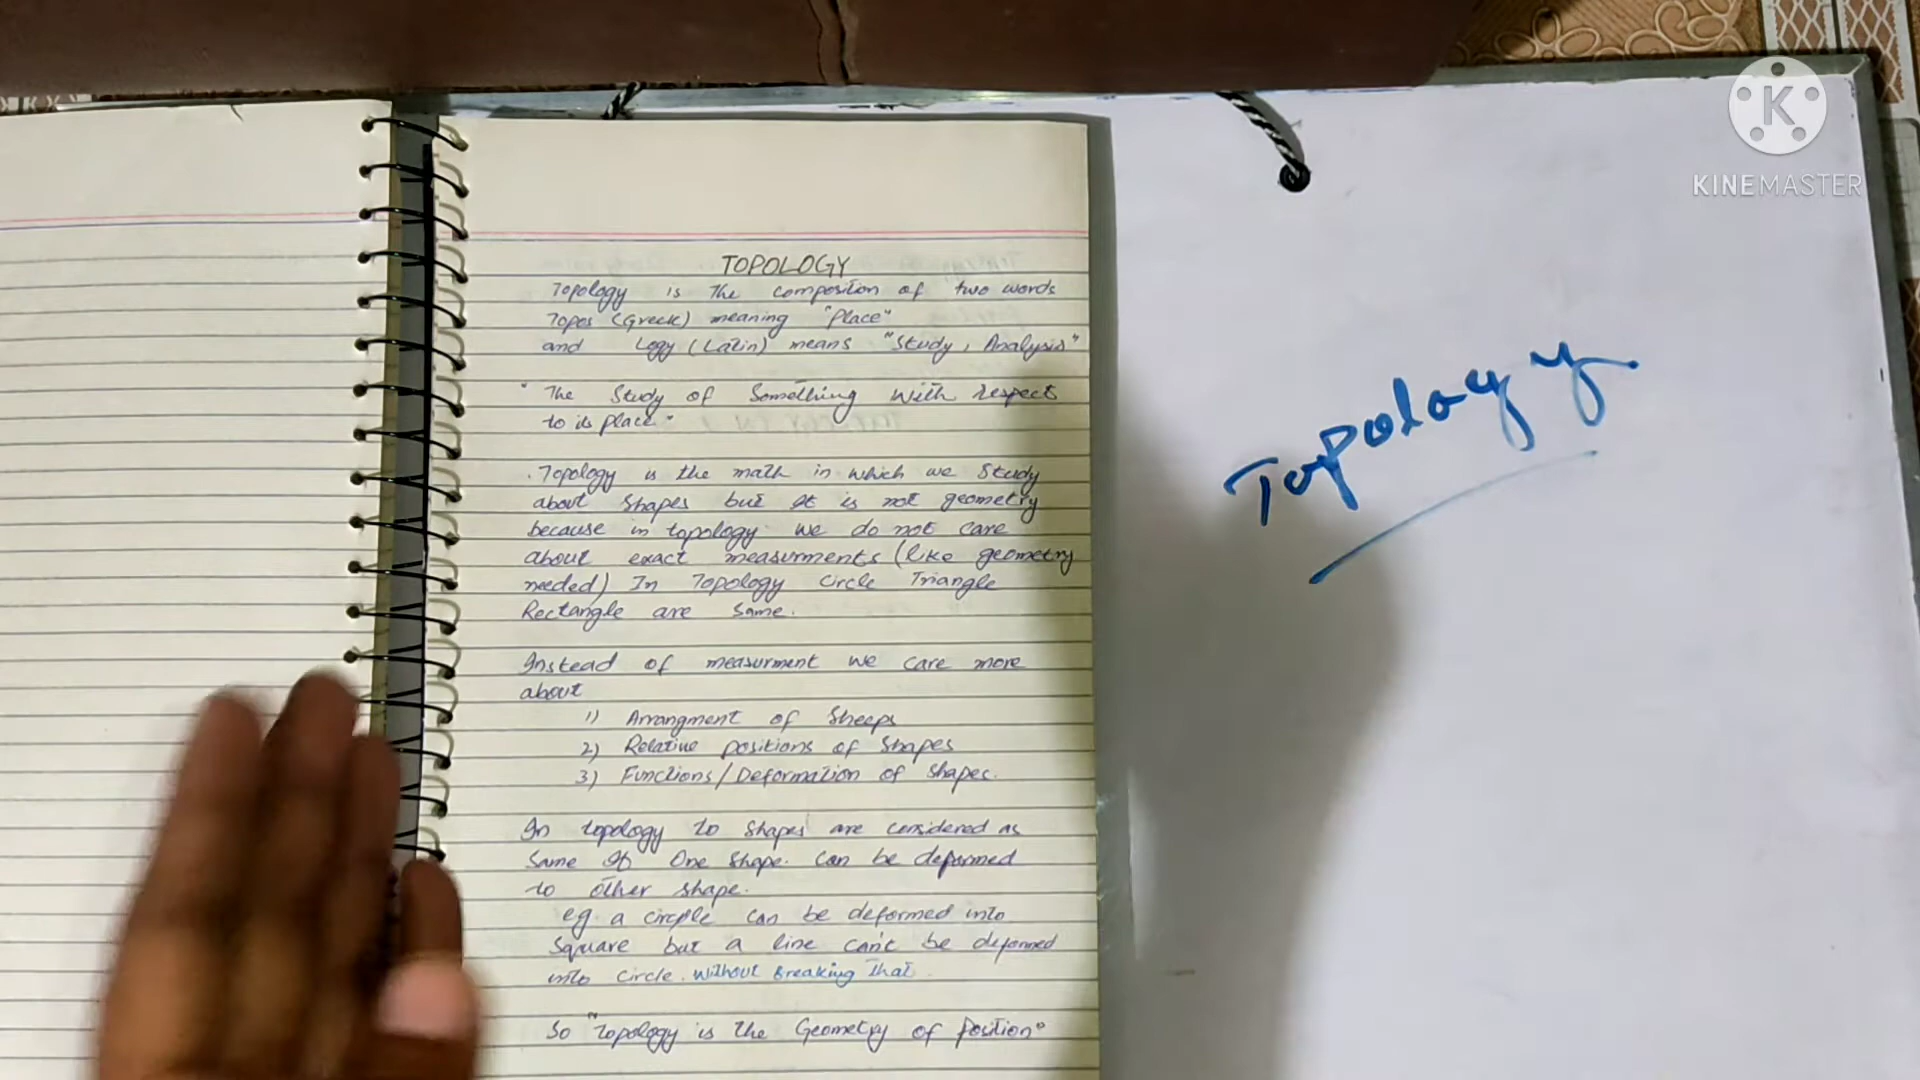 TOPOLOGY
Topology is The composition of two words
Topos (Greek) meaning "Place"
and Logy (Latin) means "Study, Analysis"
"The Study of Something With respect
to is place"
Topology is the math in which we Study
about Shapes but it is not geometry
because in topology we do not care
about exact measurments (like geometry
needed) In Topology Circle Triangle
Rectangle are Same.
Instead of measurment we care more
about
1) Arrangment of Sheeps
2) Relative positions of Shapes
3) Functions/Deformation of Shapes.
In topology to shapes are considered as
Same If One Shape. Can be deformed
to other shape.
eg a circple can be deformed into
Square but a line can't be deformed
into Circle. Without Breaking That.
So "Topology is the Geometry of Position"
Topology
K
KINEMASTER